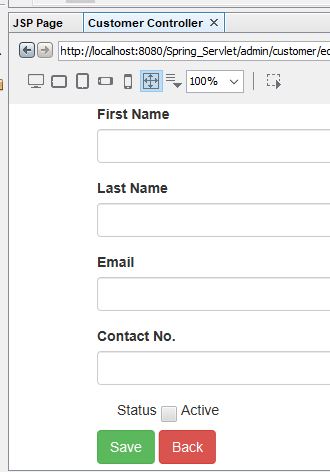 JSP Page Customer Controller
http://localhost:8080/Spring_Servlet/admin/customer/ec
100%
First Name
Last Name
Email
Contact No.
Status Active
Save Back